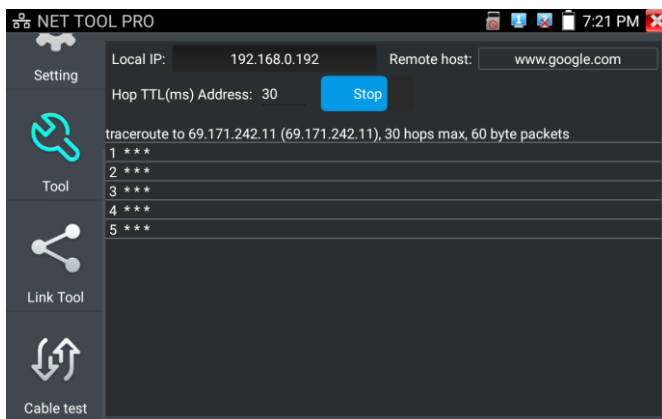 NET TOOL PRO
7:21 PM
Setting
Tool
Link Tool
Cable test
Local IP: 192.168.0.192 Remote host: www.google.com
Hop TTL(ms) Address: 30 Stop
traceroute to 69.171.242.11 (69.171.242.11), 30 hops max, 60 byte packets
1 * * *
2 * * *
3 * * *
4 * * *
5 * * *